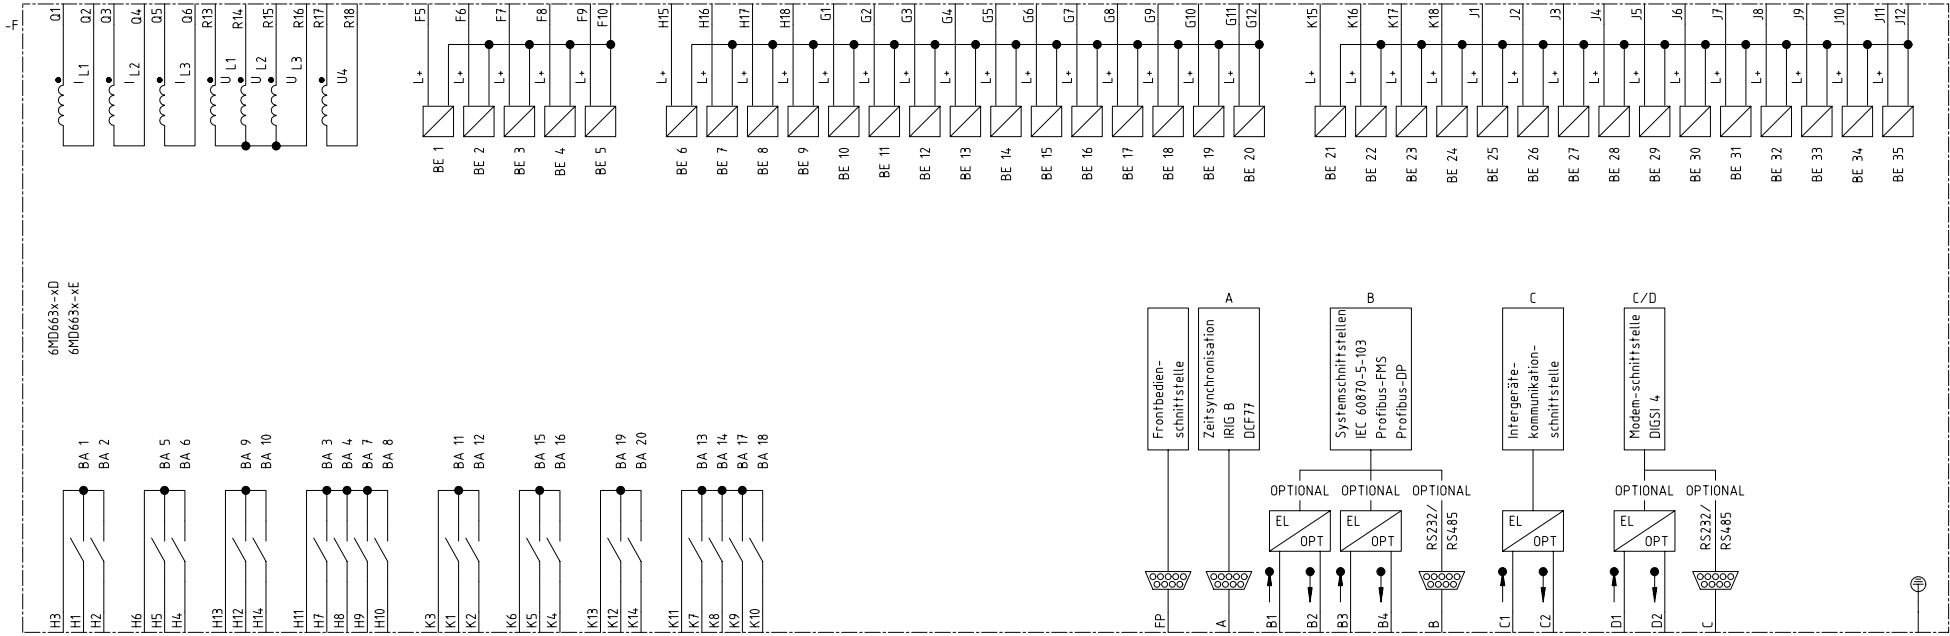 -F
Q1 Q2 Q3 Q4 Q5 Q6 R13 R14 R15 R16 R17 R18 F5 F6 F7 F8 F9 F10 H15 H16 H17 H18 G1 G2 G3 G4 G5 G6 G7 G8 G9 G10 G11 G12 K15 K16 K17 K18 J1 J2 J3 J4 J5 J6 J7 J8 J9 J10 J11 J12
I L1
I L2
I L3
U L1
U L2
U L3
U4
L+ L+ L+ L+ L+ L+ L+ L+ L+ L+ L+ L+ L+ L+ L+ L+ L+ L+ L+ L+ L+ L+ L+ L+ L+ L+ L+ L+ L+ L+ L+ L+ L+ L+ L+
BE 1
BE 2
BE 3
BE 4
BE 5
BE 6
BE 7
BE 8
BE 9
BE 10
BE 11
BE 12
BE 13
BE 14
BE 15
BE 16
BE 17
BE 18
BE 19
BE 20
BE 21
BE 22
BE 23
BE 24
BE 25
BE 26
BE 27
BE 28
BE 29
BE 30
BE 31
BE 32
BE 33
BE 34
BE 35
6MD663x-xD
6MD663x-xE
A
B
C
C/D
Frontbedien-
schnittstelle
Zeitsynchronisation
IRIG B
DCF77
Systemschnittstellen
IEC 60870-5-103
Profibus-FMS
Profibus-DP
Intergeräte-
kommunikation-
schnittstelle
Modem-schnittstelle
DIGSI 4
BA 1
BA 2
BA 5
BA 6
BA 9
BA 10
BA 3
BA 4
BA 7
BA 8
BA 11
BA 12
BA 15
BA 16
BA 19
BA 20
BA 13
BA 14
BA 17
BA 18
OPTIONAL OPTIONAL OPTIONAL OPTIONAL OPTIONAL
EL OPT
EL OPT
RS232/
RS485
EL OPT
EL OPT
RS232/
RS485
H3 H1 H2 H6 H5 H4 H13 H12 H14 H11 H7 H8 H9 H10 K3 K1 K2 K6 K5 K4 K13 K12 K14 K11 K7 K8 K9 K10 FP A B1 B2 B3 B4 B C1 C2 D1 D2 C